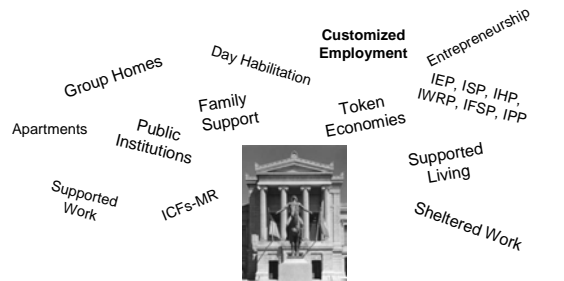 Customized
Employment
Entrepreneurship
Day Habilitation
Group Homes
IEP, ISP, IHP,
IWRP, IFSP, IPP
Family
Support
Token
Economies
Apartments
Public
Institutions
Supported
Living
Supported
Work
ICFs-MR
Sheltered Work